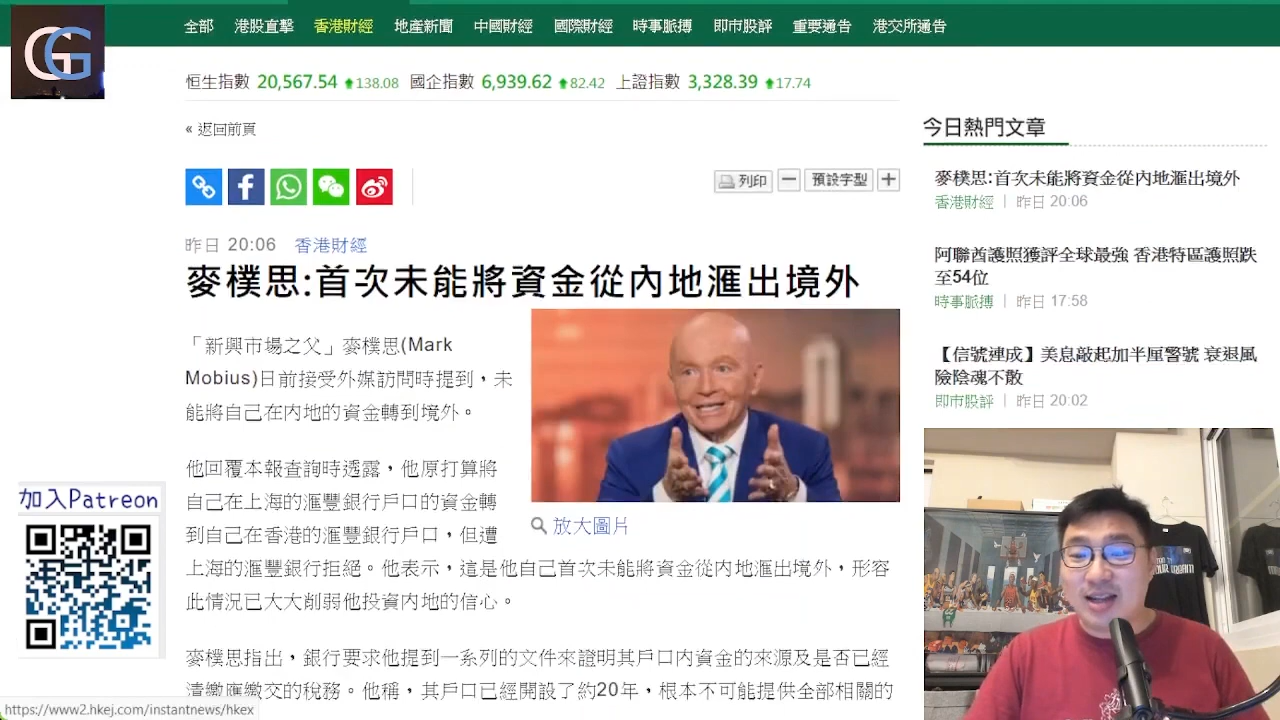 全部 港股直擊 香港財經 地產新聞 中國財經 國際財經 時事脈搏 即市股評 重要通告 港交所通告
GG
恒生指數 20,567.54 138.08 國企指數 6,939.62 82.42 上證指數 3,328.39 17.74
« 返回前頁
列印 預設字型
昨日 20:06 香港財經
麥樸思:首次未能將資金從內地滙出境外
「新興市場之父」麥樸思(Mark
Mobius)日前接受外媒訪問時提到，未
能將自己在內地的資金轉到境外。
他回覆本報查詢時透露，他原打算將
自己在上海的滙豐銀行戶口的資金轉
到自己在香港的滙豐銀行戶口，但遭
上海的滙豐銀行拒絕。他表示，這是他自己首次未能將資金從內地滙出境外，形容
此情況已大大削弱他投資內地的信心。
麥樸思指出，銀行要求他提到一系列的文件來證明其戶口內資金的來源及是否已經
清繳應繳交的稅務。他稱，其戶口已經開設了約20年，根本不可能提供全部相關的
放大圖片
今日熱門文章
麥樸思:首次未能將資金從內地滙出境外
香港財經 | 昨日 20:06
阿聯酋護照獲評全球最強 香港特區護照跌
至54位
時事脈搏 | 昨日 17:58
【信號連成】美息敲起加半厘警號 衰退風
險陰魂不散
即市股評 | 昨日 20:02
加入Patreon
https://www2.hkej.com/instantnews/hkex